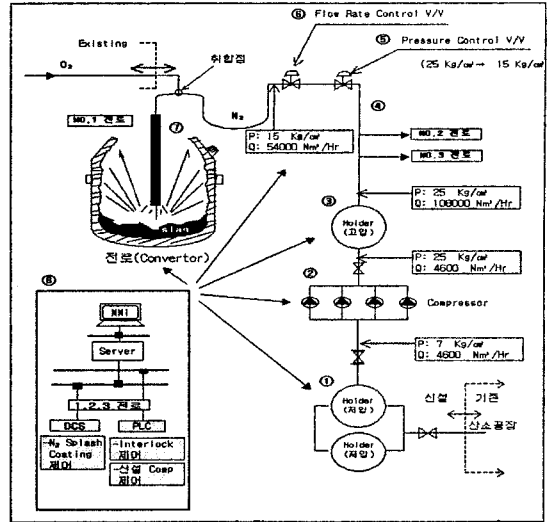 ⑥ Flow Rate Control V/V
Existing
⑤ Pressure Control V/V
O₂
취합점
(25 Kg/㎠→ 15 Kg/㎠)
N₂
④
NO.1 전로
⑦
P: 15 Kg/㎠
Q: 54000 Nm³/Hr
NO.2 전로
NO.3 전로
P: 25 Kg/㎠
Q: 108000 Nm³/Hr
③
Holder
(고압)
slag
전로(Convertor)
P: 25 Kg/㎠
Q: 4600 Nm³/Hr
②
Compressor
⑧
MMI
Server
P: 7 Kg/㎠
Q: 4600 Nm³/Hr
①
Holder
(저압)
신설
기존
산소공장
Holder
(저압)
1,2,3 전로
DCS
PLC
-N₂ Splash
Coating
제어
-Interlock
제어
-신설 Comp
제어